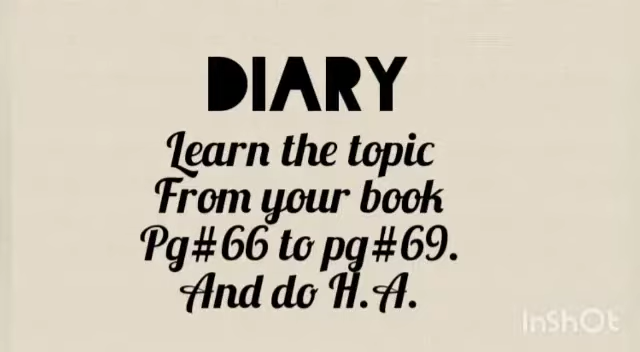 DIARY
Learn the topic
From your book
Pg#66 to pg#69.
And do H.A.
InShOt